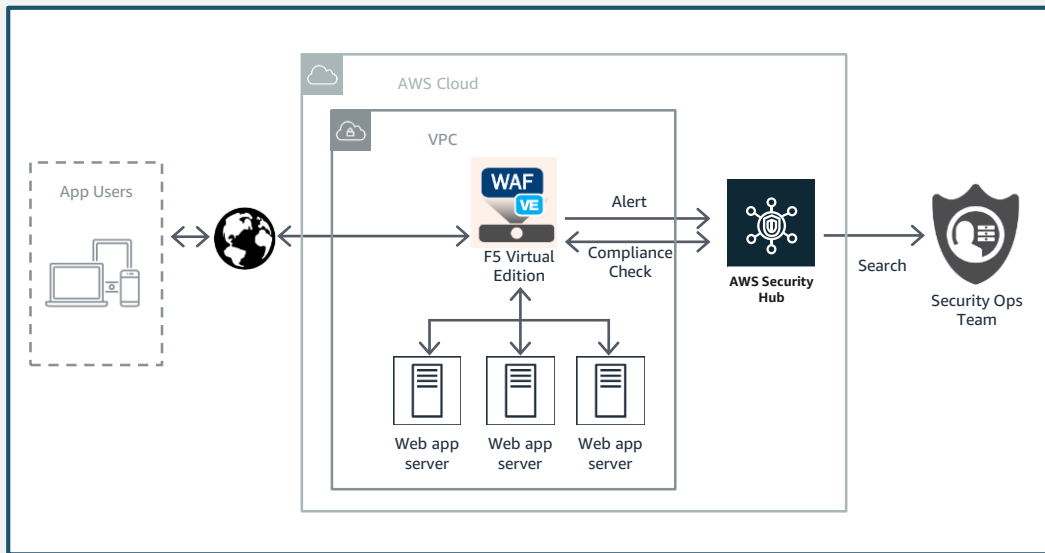 AWS Cloud
VPC
App Users
WAF
VE
F5 Virtual
Edition
Alert
Compliance
Check
AWS Security
Hub
Search
Security Ops
Team
Web app
server
Web app
server
Web app
server